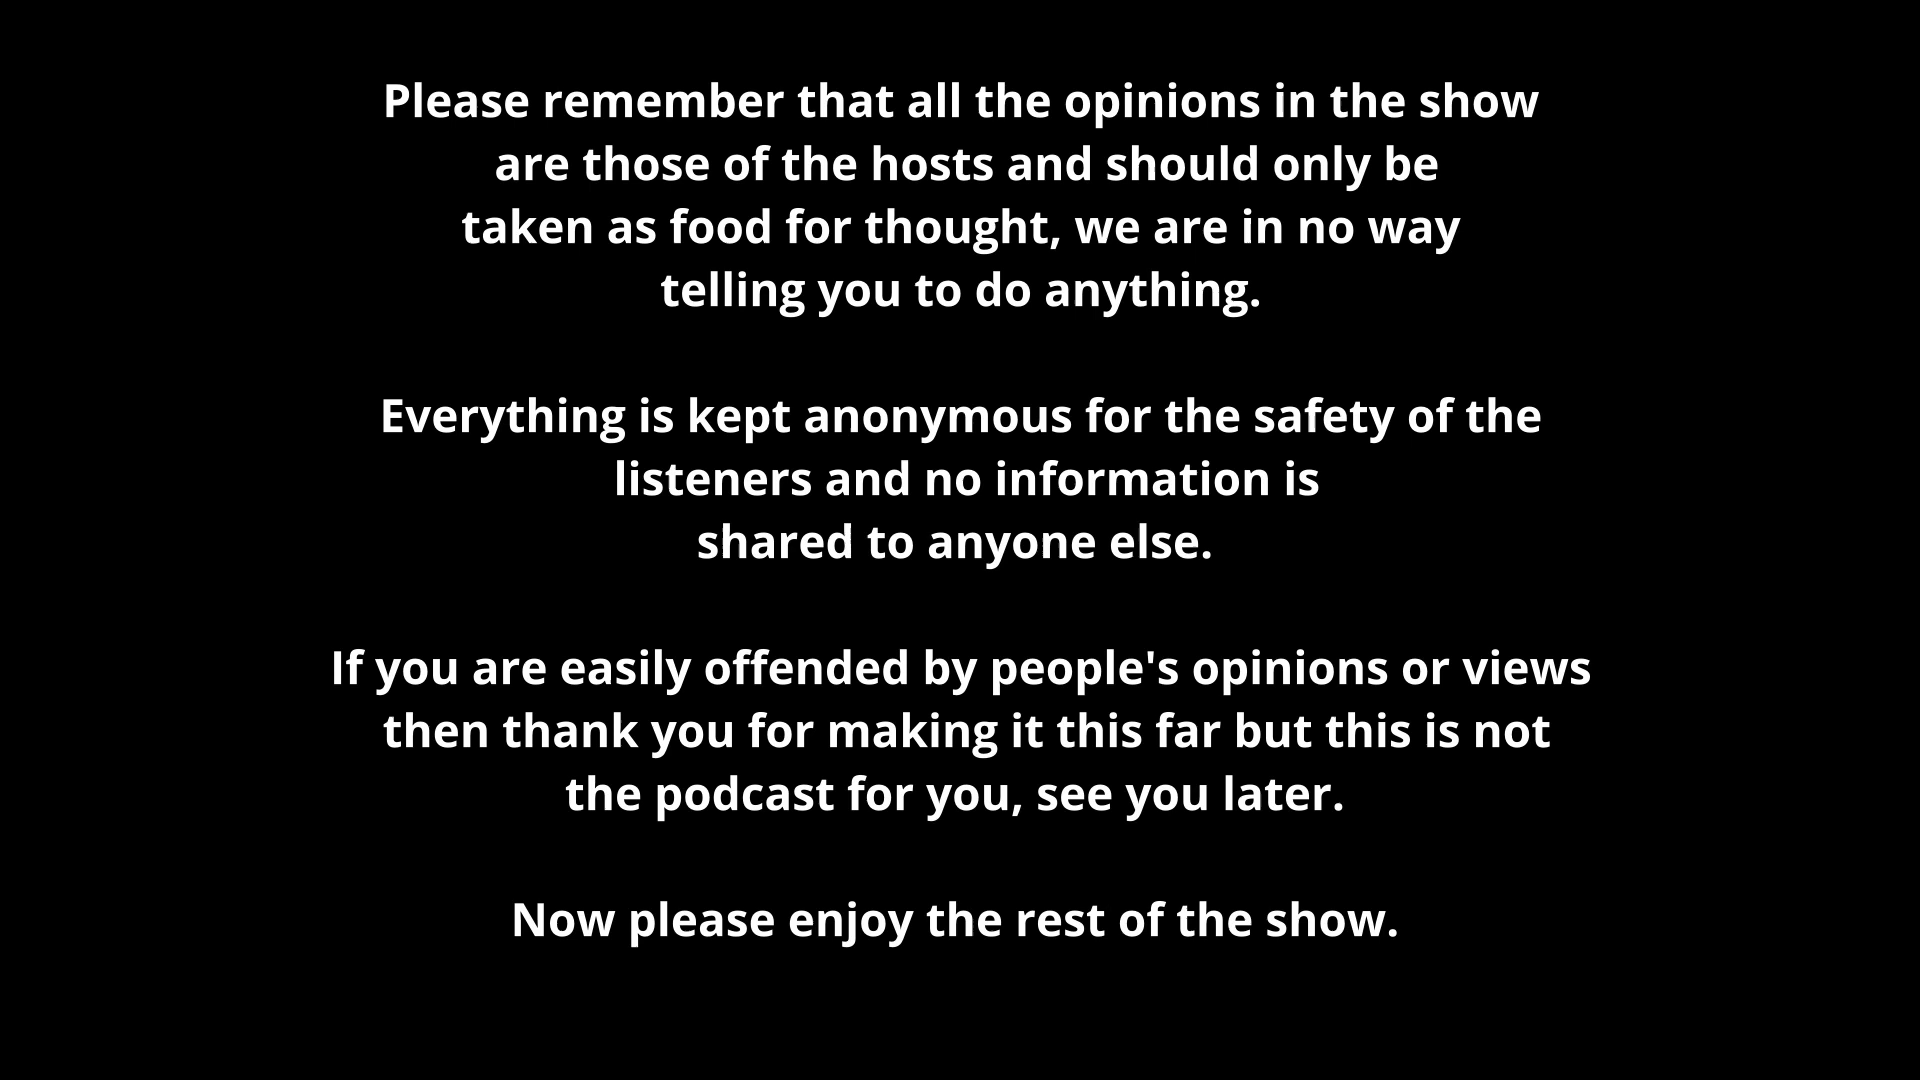 Please remember that all the opinions in the show
are those of the hosts and should only be
taken as food for thought, we are in no way
telling you to do anything.
Everything is kept anonymous for the safety of the
listeners and no information is
shared to anyone else.
If you are easily offended by people's opinions or views
then thank you for making it this far but this is not
the podcast for you, see you later.
Now please enjoy the rest of the show.